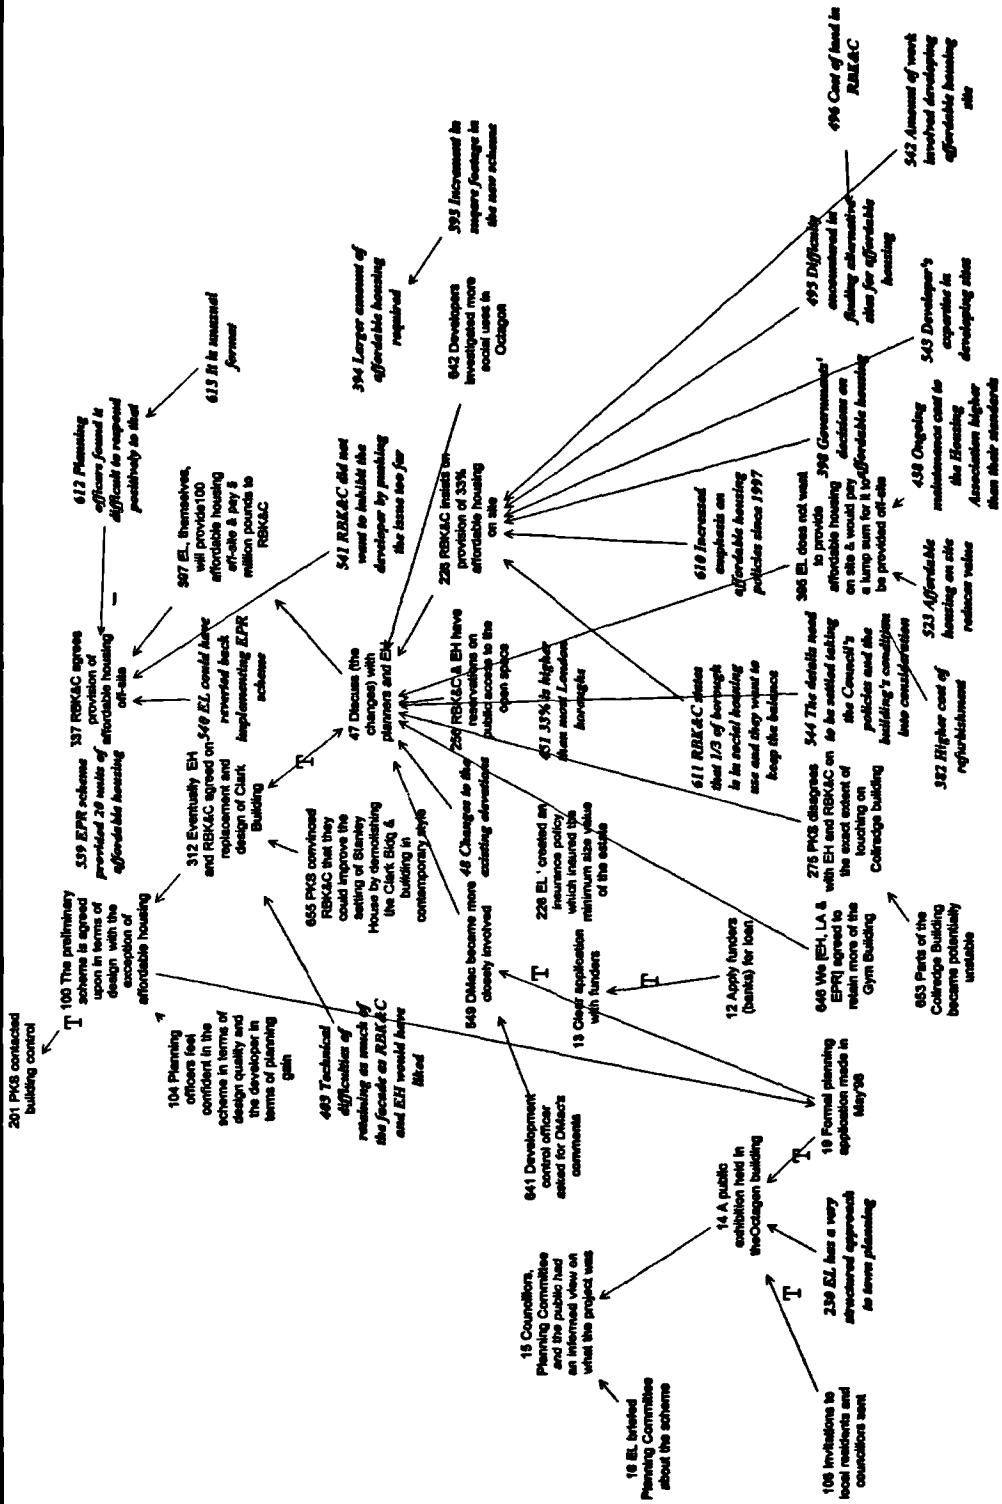 201 PKS contacted
building control
T
100 The preliminary
scheme is agreed
upon in terms of
design with the
exception of
affordable housing
104 Planning
officers feel
confident in the
scheme in terms of
design quality and
the developer in
terms of planning
gain
539 EPR scheme
provided 20 units of
affordable housing
312 Eventually EH
and RBK&C agreed on
replacement and
design of Clark
Building
403 Technical
difficulties of
retaining as much of
the facade as RBK&C
and EH would have
liked
655 PKS convinced
RBK&C that they
could improve the
setting of Stanley
House by demolishing
the Clark Bldg &
building in
contemporary style
337 RBK&C agrees
provision of
affordable housing
off-site
–
540 EL could have
reverted back
implementing EPR
scheme
612 Planning
officers found it
difficult to respond
positively to that
613 It is unusual
format
397 EL, themselves,
will provide100
affordable housing
off-site & pay 5
million pounds to
RBK&C
541 RBK&C did not
want to inhibit the
developer by pushing
the issue too far
394 Larger amount of
affordable housing
required
393 Increment in
square footage in
the new scheme
T
47 Discuss (the
changes) with
planners and EH
48 Changes to the
existing elevations
RBK&C & EH have
reservations on
public access to the
open space
RBK&C insists on
provision of 33%
affordable housing
on site
642 Developers
investigated more
social uses in
Octagon
33% is higher
than most London
boroughs
611 RBK&C states
that 1/3 of borough
is in social housing
use and they want to
keep the balance
610 Increased
emphasis on
affordable housing
policies since 1997
DMac became more
closely involved
641 Development
control officer
asked for DMac's
comments
T
13 Clear application
with funders
T
12 Apply funders
(banks) for loan
EL ' created an
insurance policy
which insured the
minimum size value
of the estate
646 We [EH, LA &
EPR] agreed to
retain more of the
Gym Building
275 PKS disagrees
with EH and RBK&C on
the exact extent of
touching on
Collredge building
653 Parts of the
Collredge Building
became potentially
unstable
544 The details need
to be settled taking
the Council's
policies and the
building's condition
into consideration
EL does not want
to provide
affordable housing
on site & would pay
a lump sum for it to
be provided off-site
382 Higher cost of
refurbishment
523 Affordable
housing on site
reduces value
438 Ongoing
maintenance cost to
the Housing
Association higher
than their standards
398 Governments'
decisions on
affordable housing
495 Difficulty
encountered in
finding alternative
sites for affordable
housing
496 Cost of land in
RBK&C
543 Developer's
expertise in
developing sites
542 Amount of work
involved developing
affordable housing
site
15 Councillors,
Planning Committee
and the public had
an informed view on
what the project was
16 EL briefed
Planning Committee
about the scheme
14 A public
exhibition held in
theOctagen building
T
19 Formal planning
application made in
May'98
T
230 EL has a very
structured approach
to town planning
Invitations to
local residents and
councillors sent